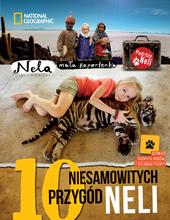 NATIONAL
GEOGRAPHIC
Podróże
Neli
Nela
mała reporterka
10 NIESAMOWITYCH
PRZYGÓD NELI